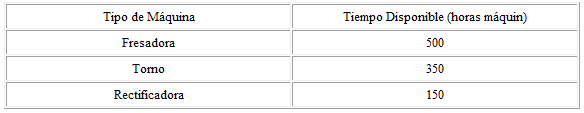 Tipo de Máquina Tiempo Disponible (horas máquin)
Fresadora 500
Torno 350
Rectificadora 150